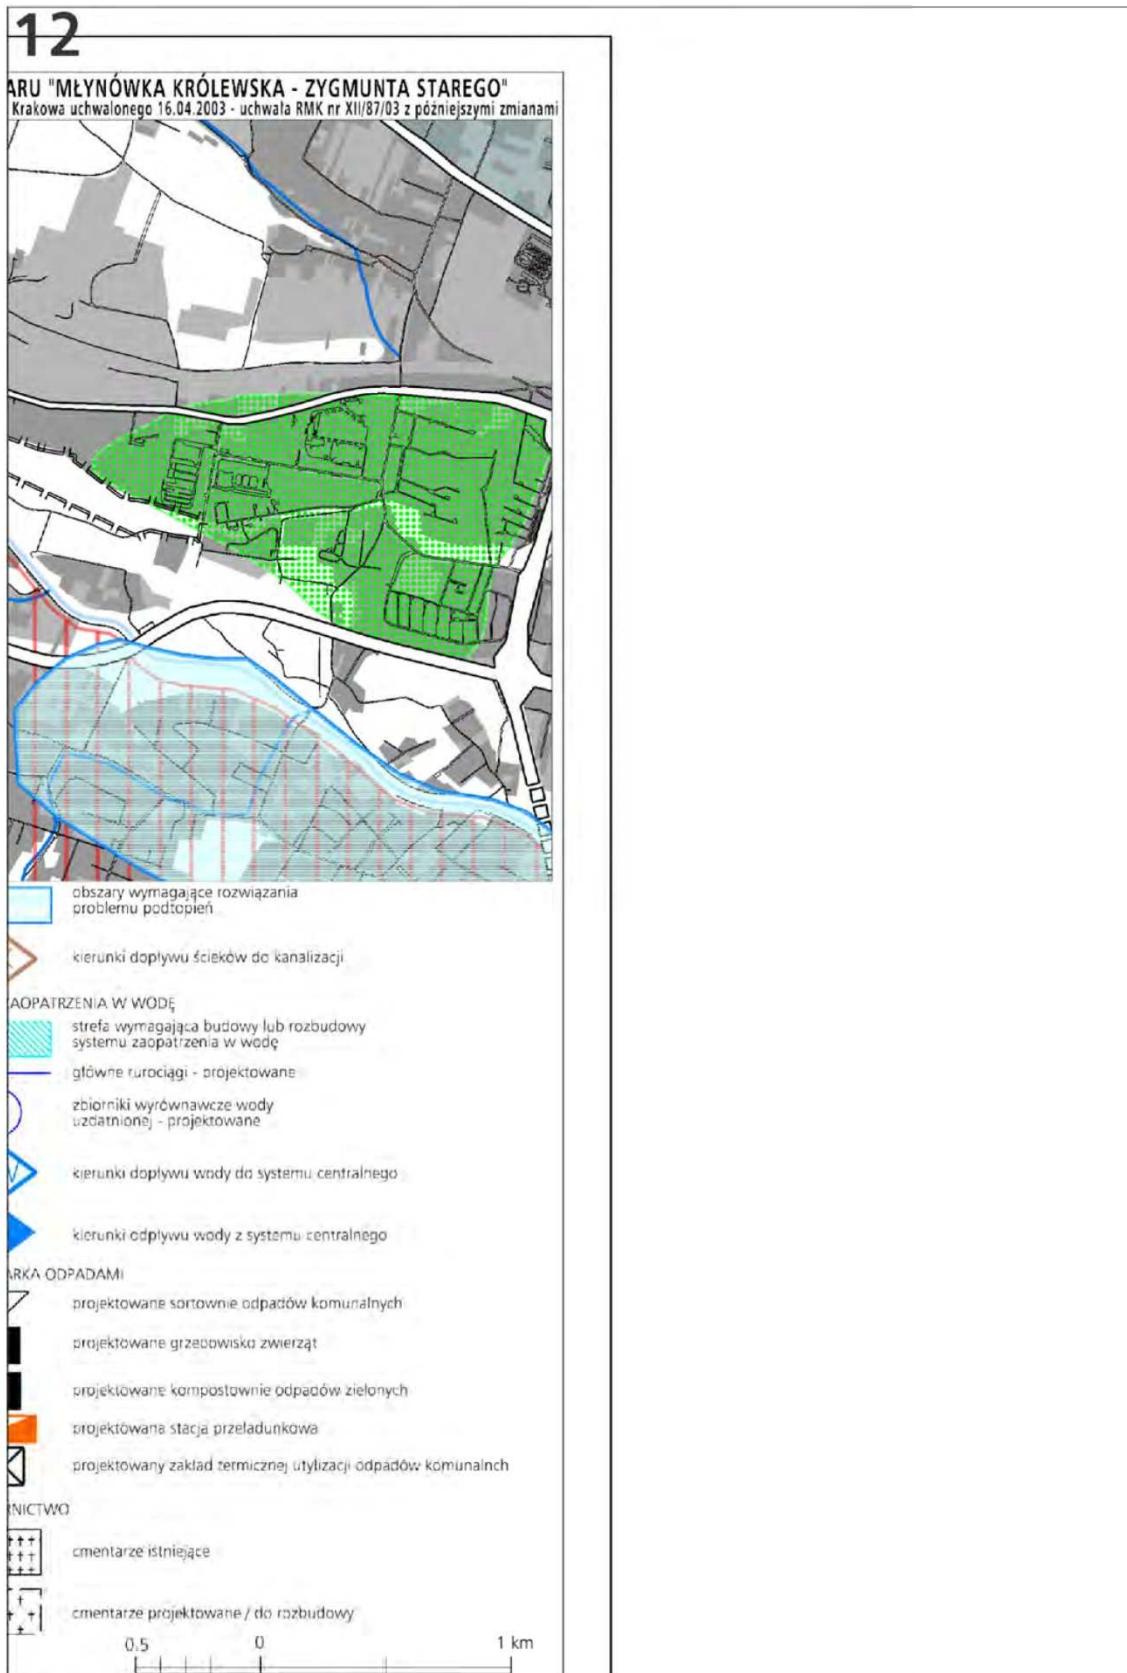 12
ARU "MŁYNÓWKA KRÓLEWSKA - ZYGMUNTA STAREGO"
Krakowa uchwalonego 16.04.2003 - uchwała RMK nr XII/87/03 z późniejszymi zmianami
obszary wymagające rozwiązania
problemu podtopień
kierunki dopływu ścieków do kanalizacji
ZAOPATRZENIA W WODĘ
strefa wymagająca budowy lub rozbudowy
systemu zaopatrzenia w wodę
główne rurociągi - projektowane
zbiorniki wyrównawcze wody
uzdatnionej - projektowane
kierunki dopływu wody do systemu centralnego
kierunki odpływu wody z systemu centralnego
ARKA ODPADAMI
projektowane sortownie odpadów komunalnych
projektowane grzebowisko zwierząt
projektowane kompostownie odpadów zielonych
projektowana stacja przeładunkowa
projektowany zakład termicznej utylizacji odpadów komunalnch
NICTWO
cmentarze istniejące
cmentarze projektowane / do rozbudowy
0.5 0 1 km